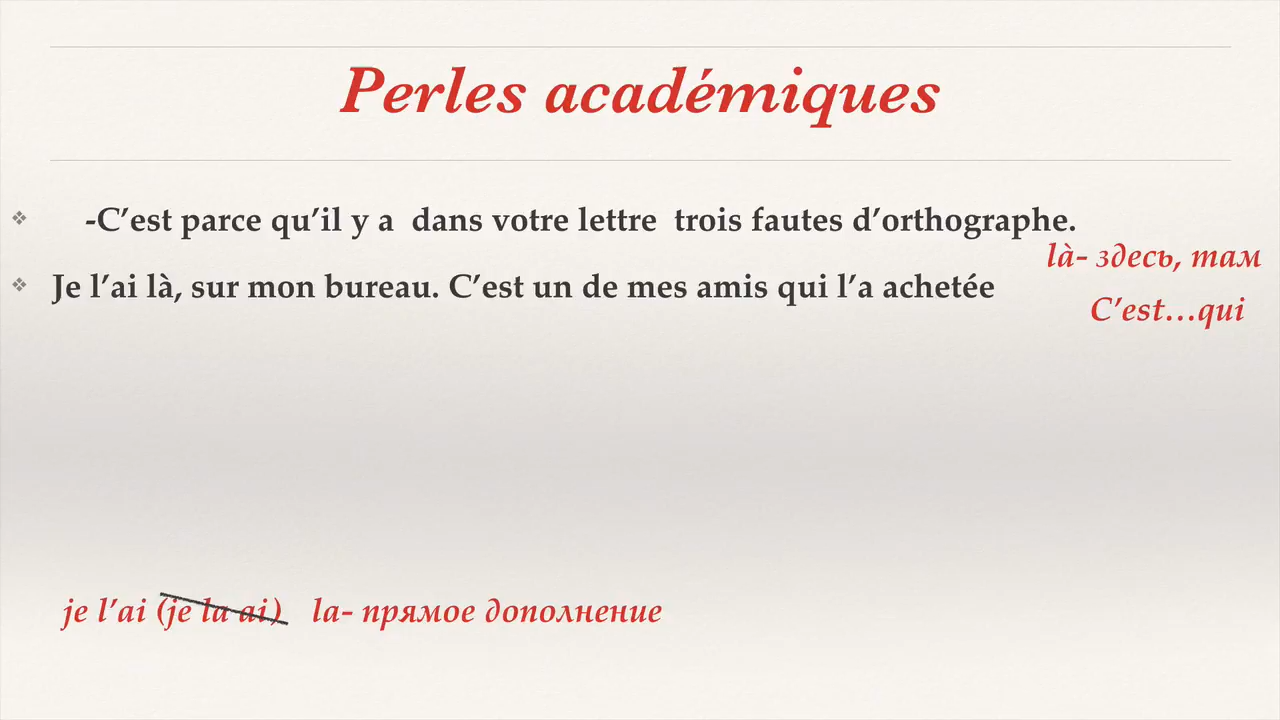 Perles académiques
-C’est parce qu’il y a dans votre lettre trois fautes d’orthographe.
là- здесь, там
Je l’ai là, sur mon bureau. C’est un de mes amis qui l’a achetée
C’est…qui
je l’ai (je la ai) la- прямое дополнение